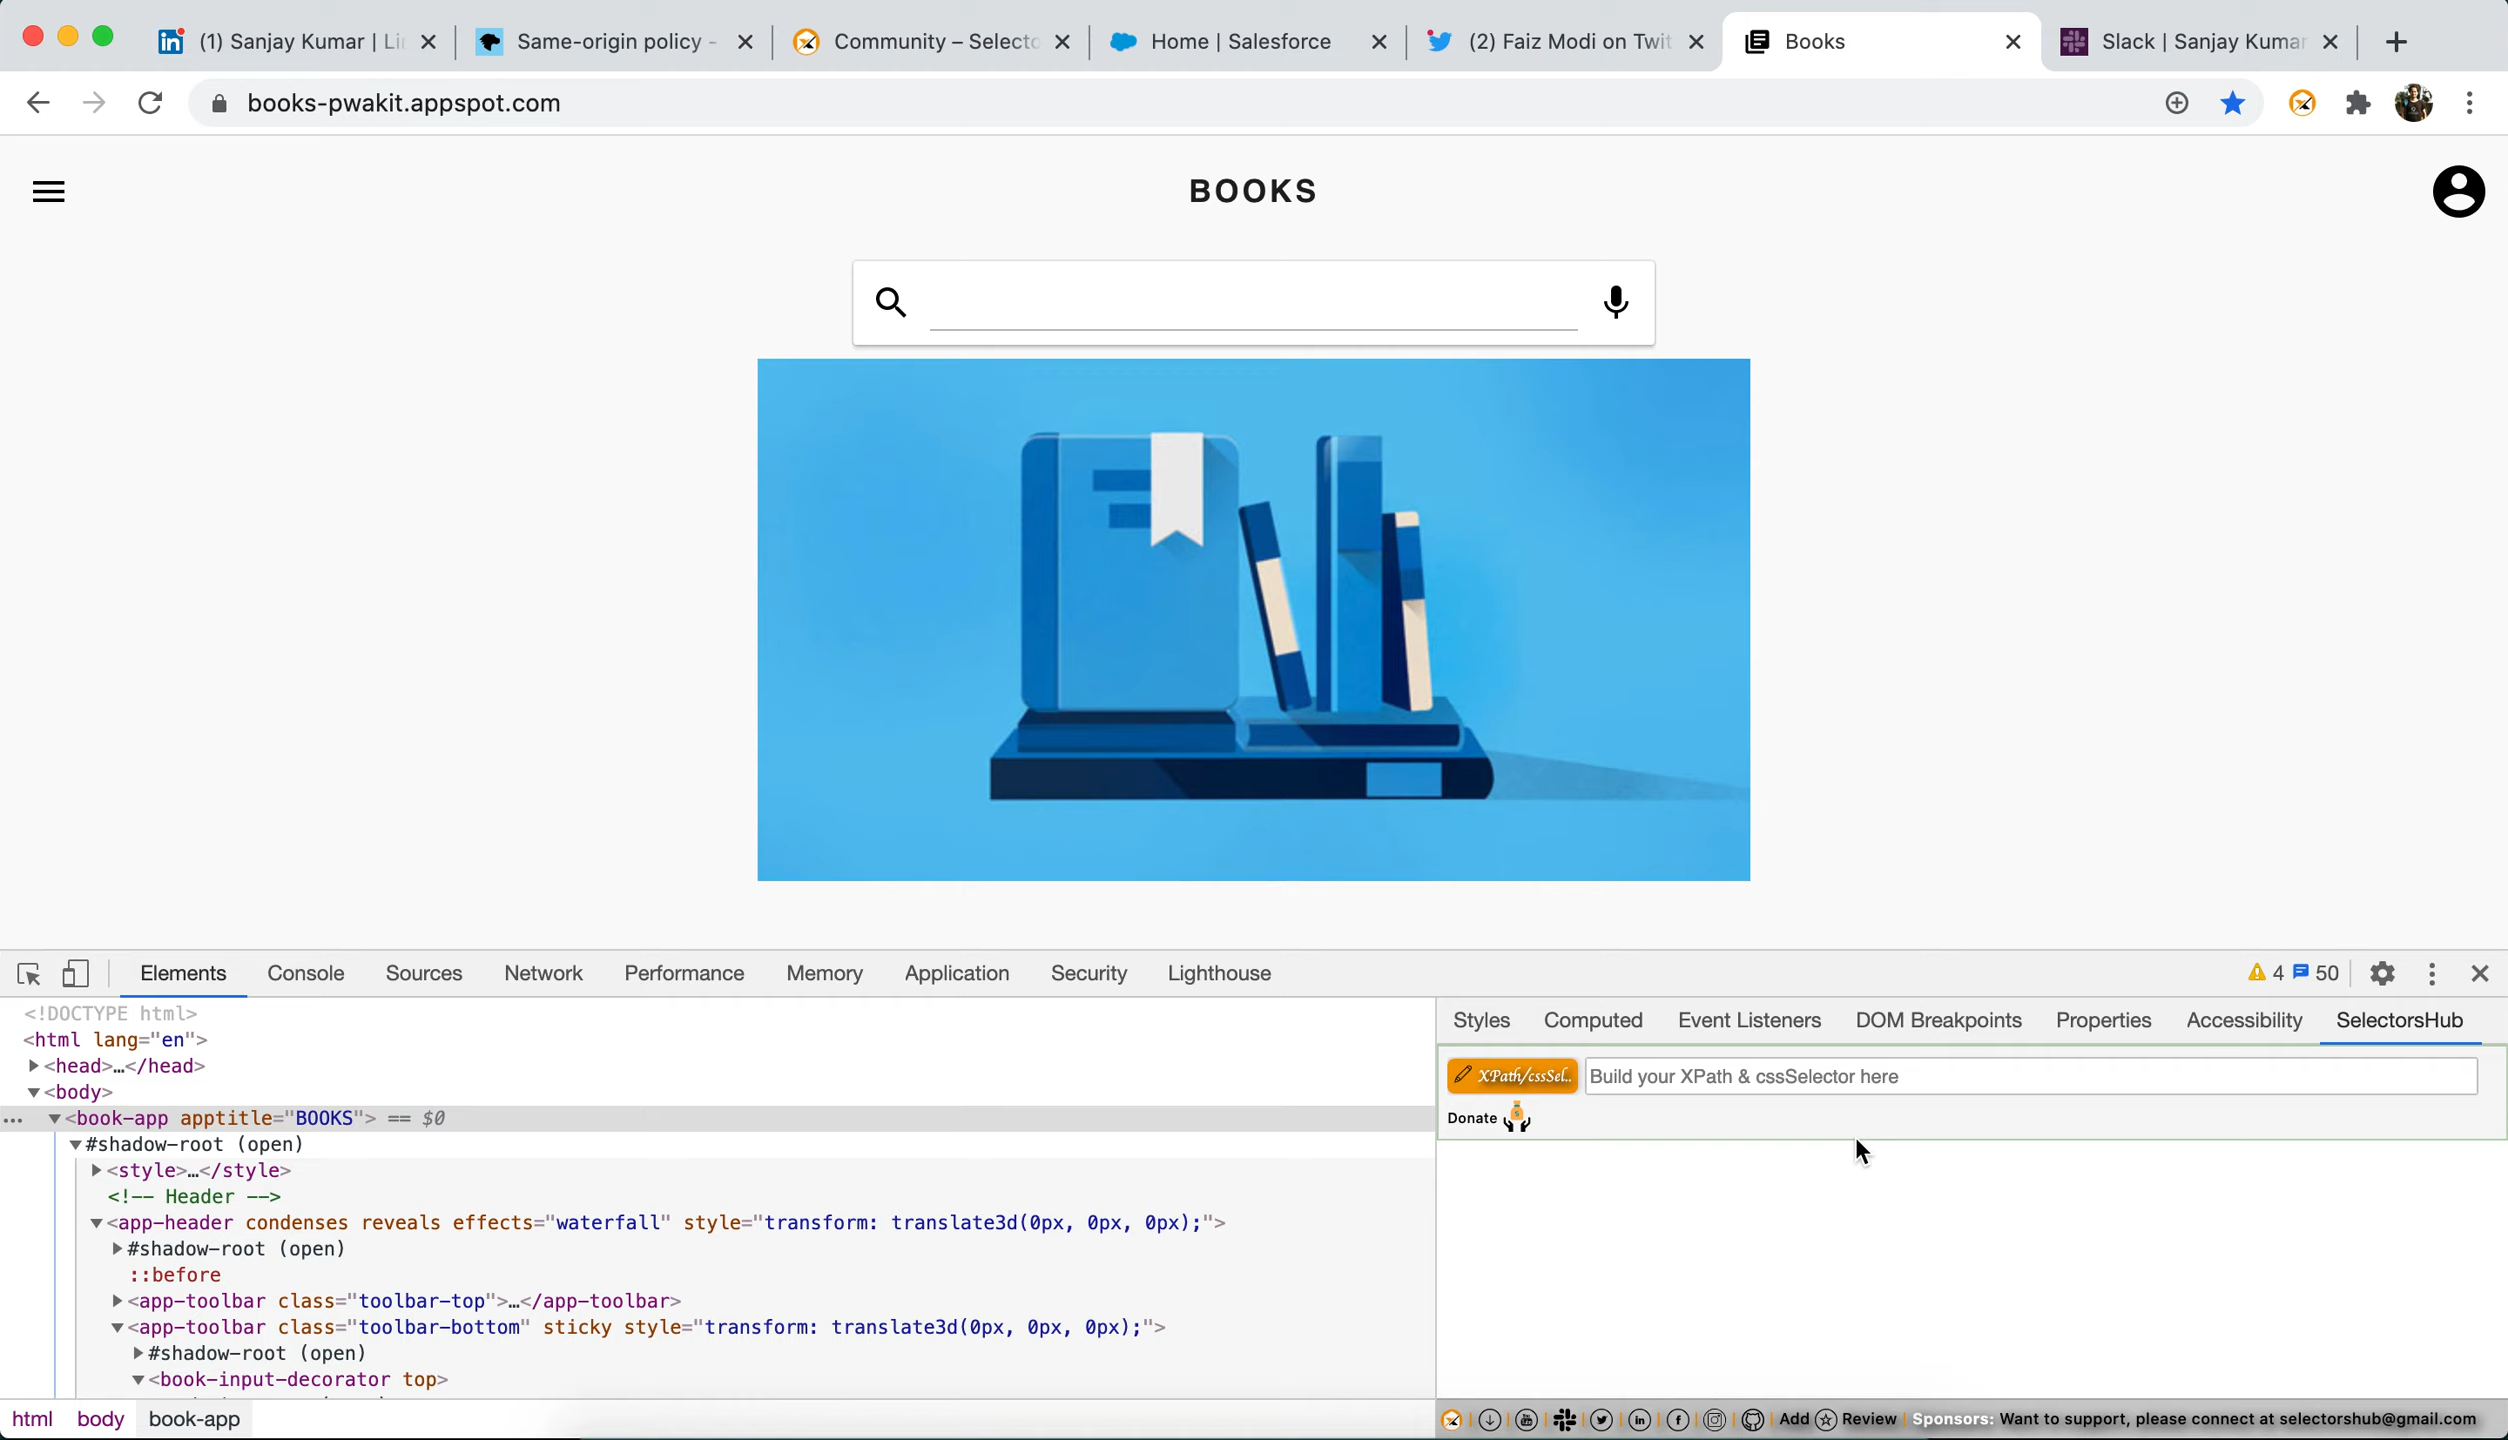 (1) Sanjay Kumar | Li
Same-origin policy -
Community – Selecto
Home | Salesforce
(2) Faiz Modi on Twit
Books
Slack | Sanjay Kumar
books-pwakit.appspot.com
BOOKS
Elements Console Sources Network Performance Memory Application Security Lighthouse 4 50
<!DOCTYPE html>
<html lang="en">
<head>…</head>
<body>
<book-app apptitle="BOOKS"> == $0
#shadow-root (open)
<style>…</style>
<!-- Header -->
<app-header condenses reveals effects="waterfall" style="transform: translate3d(0px, 0px, 0px);">
#shadow-root (open)
::before
<app-toolbar class="toolbar-top">…</app-toolbar>
<app-toolbar class="toolbar-bottom" sticky style="transform: translate3d(0px, 0px, 0px);">
#shadow-root (open)
<book-input-decorator top>
html body book-app
Styles Computed Event Listeners DOM Breakpoints Properties Accessibility SelectorsHub
XPath/cssSel.. Build your XPath & cssSelector here
Donate
Add Review Sponsors: Want to support, please connect at selectorshub@gmail.com